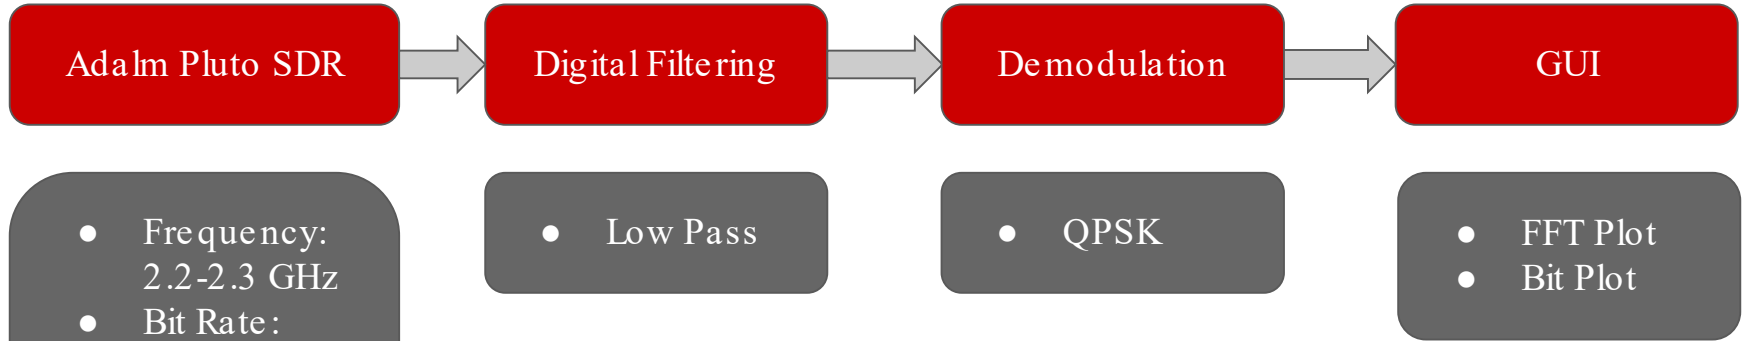 Adalm Pluto SDR
Digital Filtering
Demodulation
GUI
● Frequency:
2.2-2.3 GHz
● Bit Rate:
● Low Pass
● QPSK
● FFT Plot
● Bit Plot